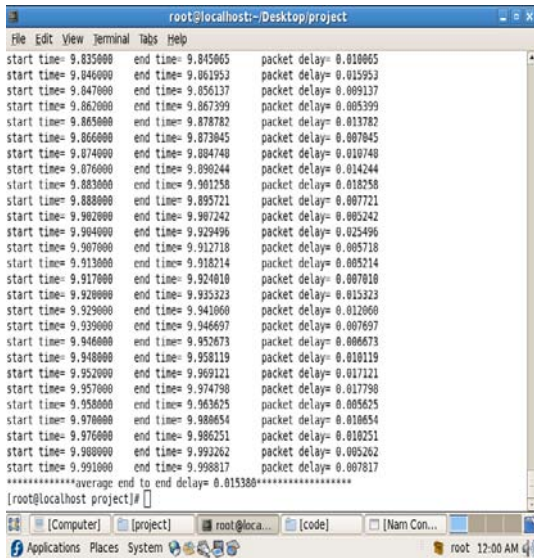 root@localhost:~/Desktop/project
File Edit View Terminal Tabs Help
start time= 9.835000 end time= 9.845065 packet delay= 0.010065
start time= 9.846000 end time= 9.861953 packet delay= 0.015953
start time= 9.847000 end time= 9.856137 packet delay= 0.009137
start time= 9.862000 end time= 9.867399 packet delay= 0.005399
start time= 9.865000 end time= 9.878782 packet delay= 0.013782
start time= 9.866000 end time= 9.873045 packet delay= 0.007045
start time= 9.874000 end time= 9.884748 packet delay= 0.010748
start time= 9.876000 end time= 9.890244 packet delay= 0.014244
start time= 9.883000 end time= 9.901258 packet delay= 0.018258
start time= 9.888000 end time= 9.895721 packet delay= 0.007721
start time= 9.902000 end time= 9.907242 packet delay= 0.005242
start time= 9.904000 end time= 9.929496 packet delay= 0.025496
start time= 9.907000 end time= 9.912718 packet delay= 0.005718
start time= 9.913000 end time= 9.918214 packet delay= 0.005214
start time= 9.917000 end time= 9.924010 packet delay= 0.007010
start time= 9.920000 end time= 9.935323 packet delay= 0.015323
start time= 9.929000 end time= 9.941060 packet delay= 0.012060
start time= 9.939000 end time= 9.946697 packet delay= 0.007697
start time= 9.946000 end time= 9.952673 packet delay= 0.006673
start time= 9.948000 end time= 9.958119 packet delay= 0.010119
start time= 9.952000 end time= 9.969121 packet delay= 0.017121
start time= 9.957000 end time= 9.974798 packet delay= 0.017798
start time= 9.958000 end time= 9.963625 packet delay= 0.005625
start time= 9.970000 end time= 9.980654 packet delay= 0.010654
start time= 9.976000 end time= 9.986251 packet delay= 0.010251
start time= 9.988000 end time= 9.993262 packet delay= 0.005262
start time= 9.991000 end time= 9.998817 packet delay= 0.007817
*************average end to end delay= 0.015380******************
[root@localhost project]#
[Computer] [project] root@loca... [code] [Nam Con...
Applications Places System root 12:00 AM